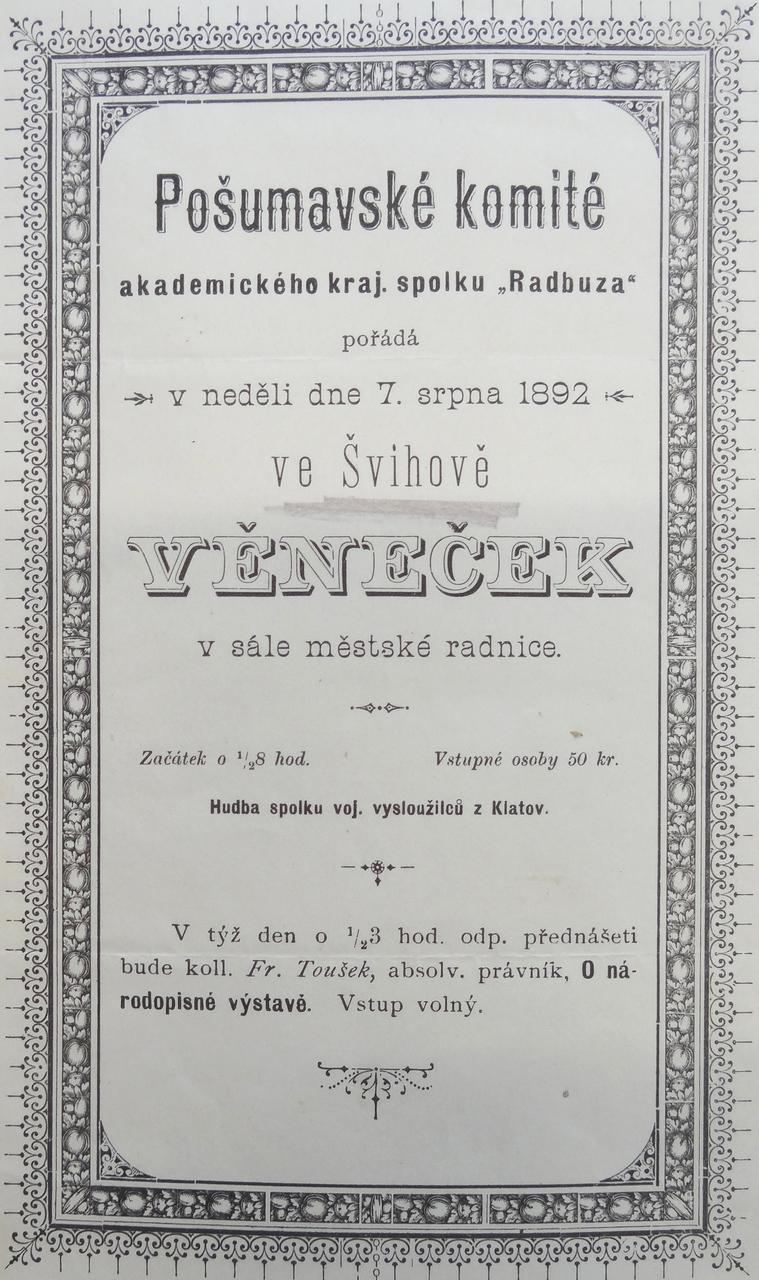 Pošumavské komité
akademického kraj. spolku „Radbuza“
pořádá
v neděli dne 7. srpna 1892
ve Švihově
VĚNEČEK
v sále městské radnice.
Začátek o 1/28 hod. Vstupné osoby 50 kr.
Hudba spolku voj. vysloužilců z Klatov.
V týž den o 1/23 hod. odp. přednášeti
bude koll. Fr. Toušek, absolv. právník, O ná-
rodopisné výstavě. Vstup volný.